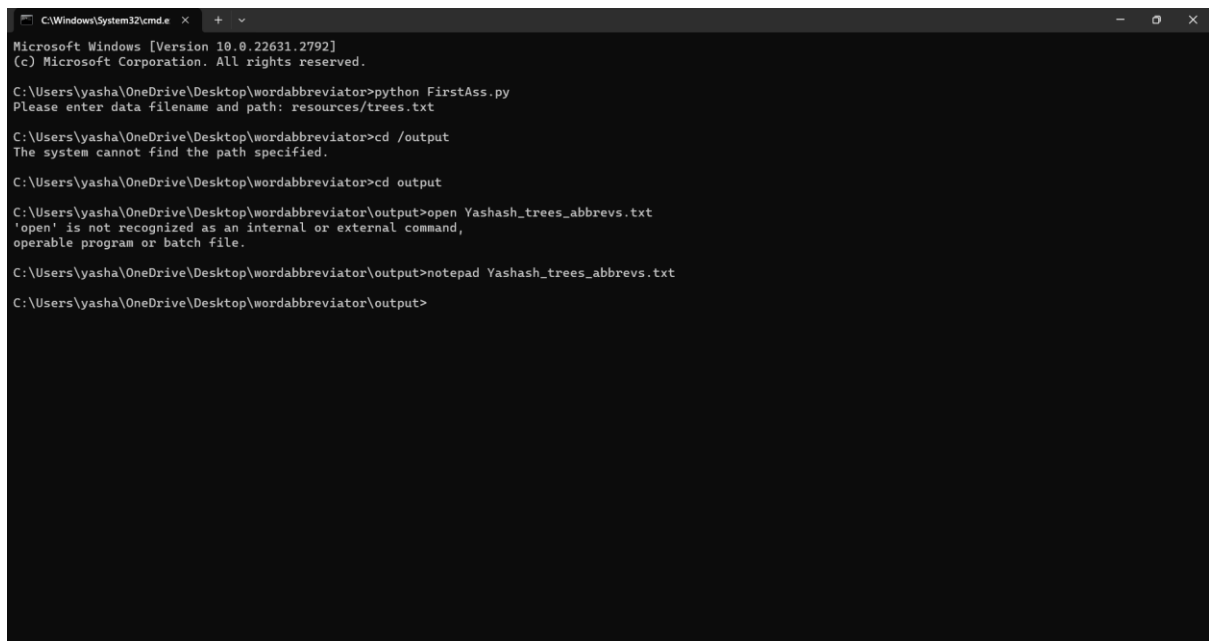 C:\Windows\System32\cmd.e
Microsoft Windows [Version 10.0.22631.2792]
(c) Microsoft Corporation. All rights reserved.
C:\Users\yasha\OneDrive\Desktop\wordabbreviator>python FirstAss.py
Please enter data filename and path: resources/trees.txt
C:\Users\yasha\OneDrive\Desktop\wordabbreviator>cd /output
The system cannot find the path specified.
C:\Users\yasha\OneDrive\Desktop\wordabbreviator>cd output
C:\Users\yasha\OneDrive\Desktop\wordabbreviator\output>open Yashash_trees_abbrevs.txt
'open' is not recognized as an internal or external command,
operable program or batch file.
C:\Users\yasha\OneDrive\Desktop\wordabbreviator\output>notepad Yashash_trees_abbrevs.txt
C:\Users\yasha\OneDrive\Desktop\wordabbreviator\output>